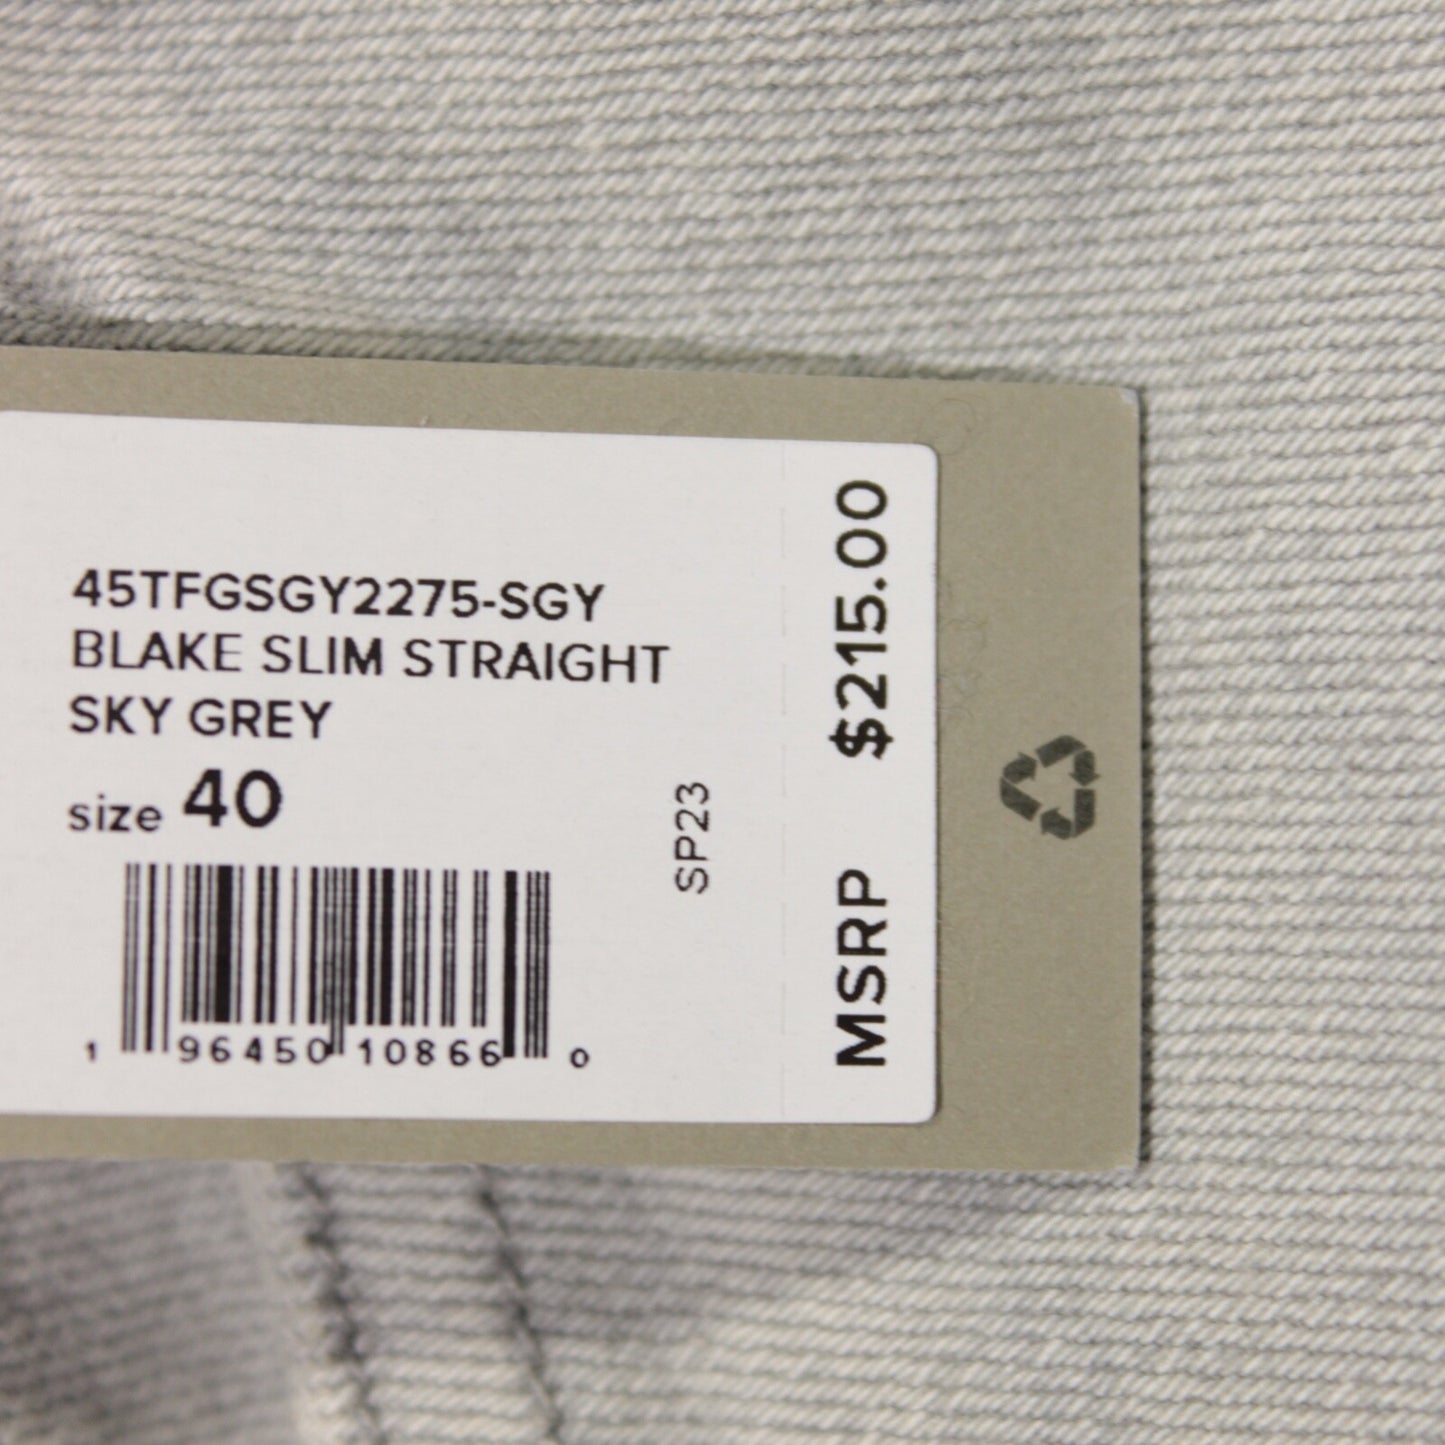 45TFGSGY2275-SGY
BLAKE SLIM STRAIGHT
SKY GREY
size 40
1 96450 10866 0
SP23
MSRP $215.00